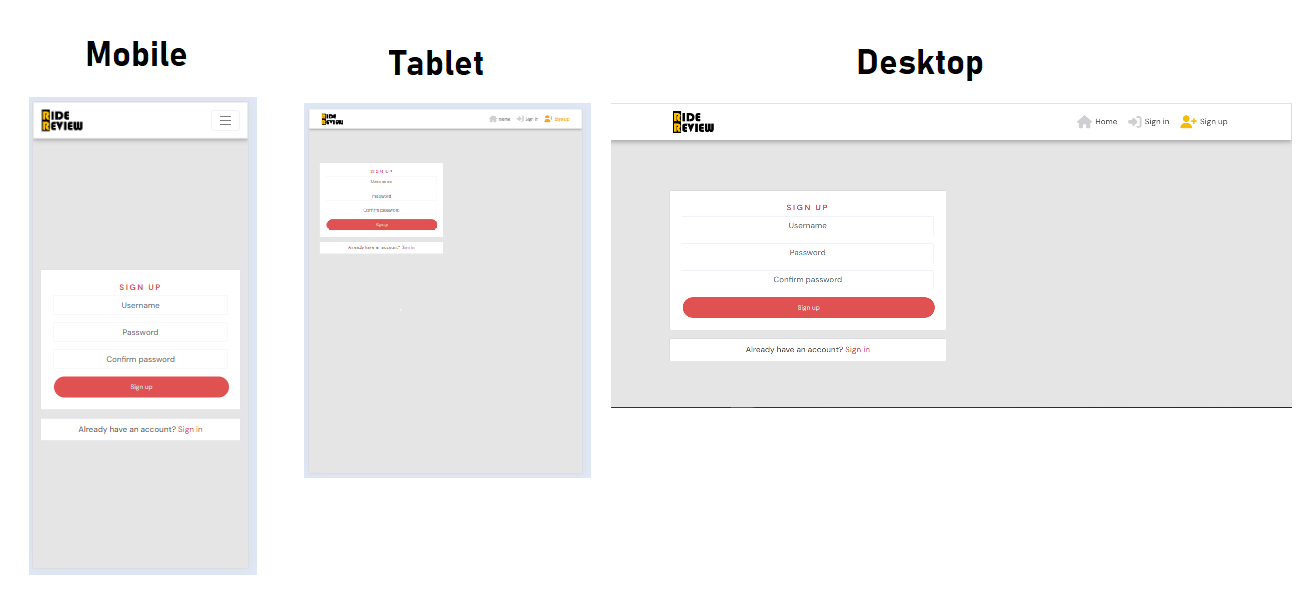 Mobile
RIDE
REVIEW
SIGN UP
Username
Password
Confirm password
Sign up
Already have an account? Sign in
Tablet
RIDE
REVIEW
Home Sign in Sign up
SIGN UP
Username
Password
Confirm password
Sign up
Already have an account? Sign in
Desktop
RIDE
REVIEW
Home Sign in Sign up
SIGN UP
Username
Password
Confirm password
Sign up
Already have an account? Sign in